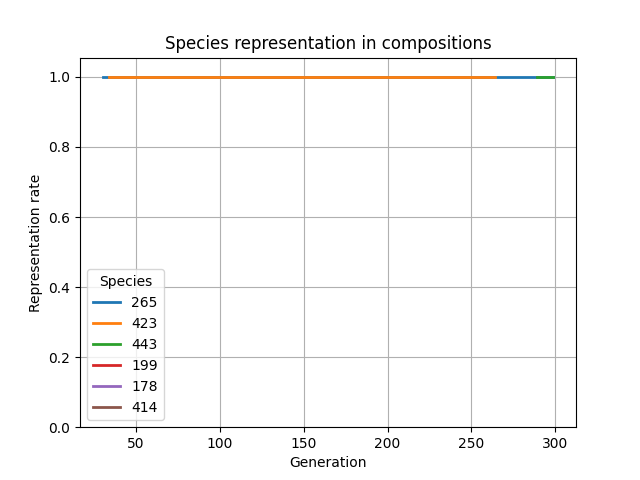 Species representation in compositions
1.0
0.8
0.6
0.4
0.2
0.0
Representation rate
Species
265
423
443
199
178
414
50 100 150 200 250 300
Generation